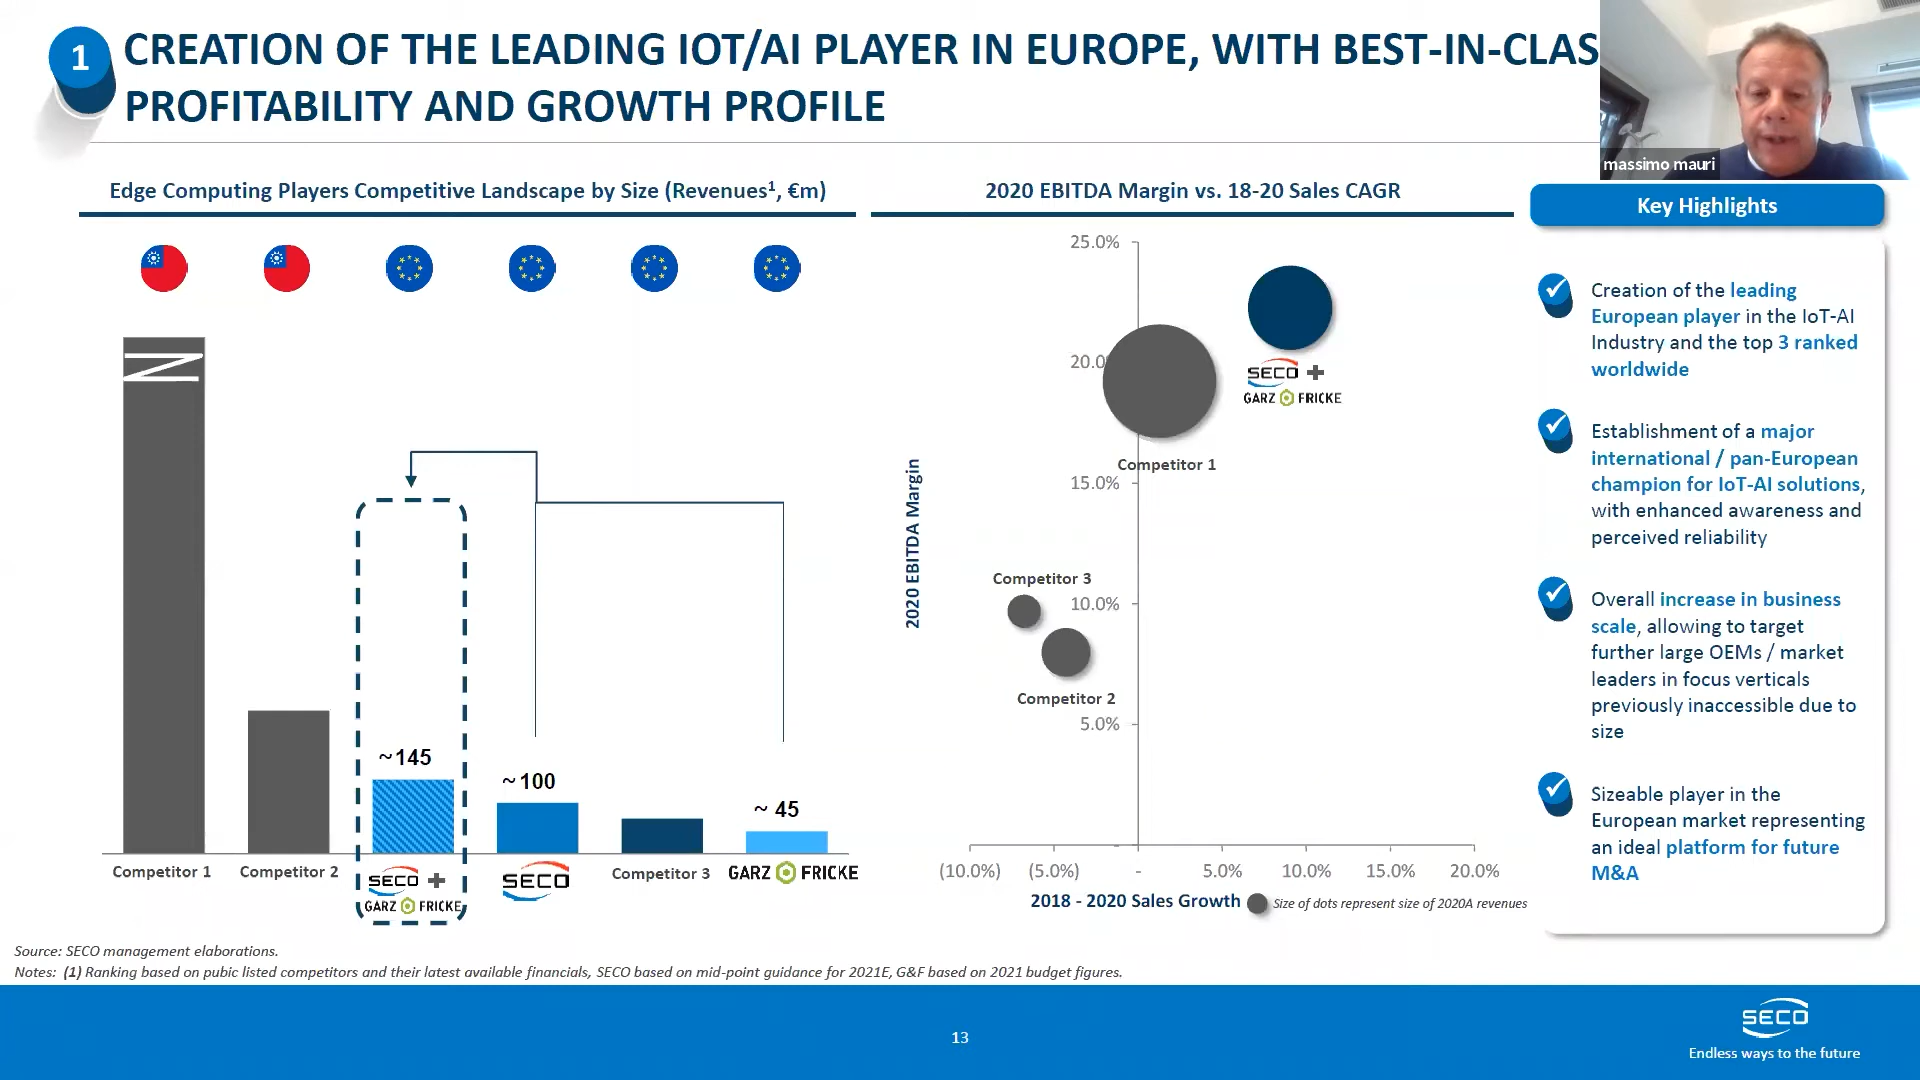 1
CREATION OF THE LEADING IOT/AI PLAYER IN EUROPE, WITH BEST-IN-CLAS
PROFITABILITY AND GROWTH PROFILE
massimo mauri
Edge Computing Players Competitive Landscape by Size (Revenues¹, €m)
~145
~100
~ 45
Competitor 1
Competitor 2
SECO +
GARZ FRICKE
SECO
Competitor 3
GARZ FRICKE
2020 EBITDA Margin vs. 18-20 Sales CAGR
2020 EBITDA Margin
25.0%
20.0
15.0%
10.0%
5.0%
-
SECO +
GARZ FRICKE
Competitor 1
Competitor 3
Competitor 2
(10.0%)
(5.0%)
-
5.0%
10.0%
15.0%
20.0%
2018 - 2020 Sales Growth
Size of dots represent size of 2020A revenues
Key Highlights
Creation of the leading
European player in the IoT-AI
Industry and the top 3 ranked
worldwide
Establishment of a major
international / pan-European
champion for IoT-AI solutions,
with enhanced awareness and
perceived reliability
Overall increase in business
scale, allowing to target
further large OEMs / market
leaders in focus verticals
previously inaccessible due to
size
Sizeable player in the
European market representing
an ideal platform for future
M&A
Source: SECO management elaborations.
Notes: (1) Ranking based on pubic listed competitors and their latest available financials, SECO based on mid-point guidance for 2021E, G&F based on 2021 budget figures.
13
SECO
Endless ways to the future